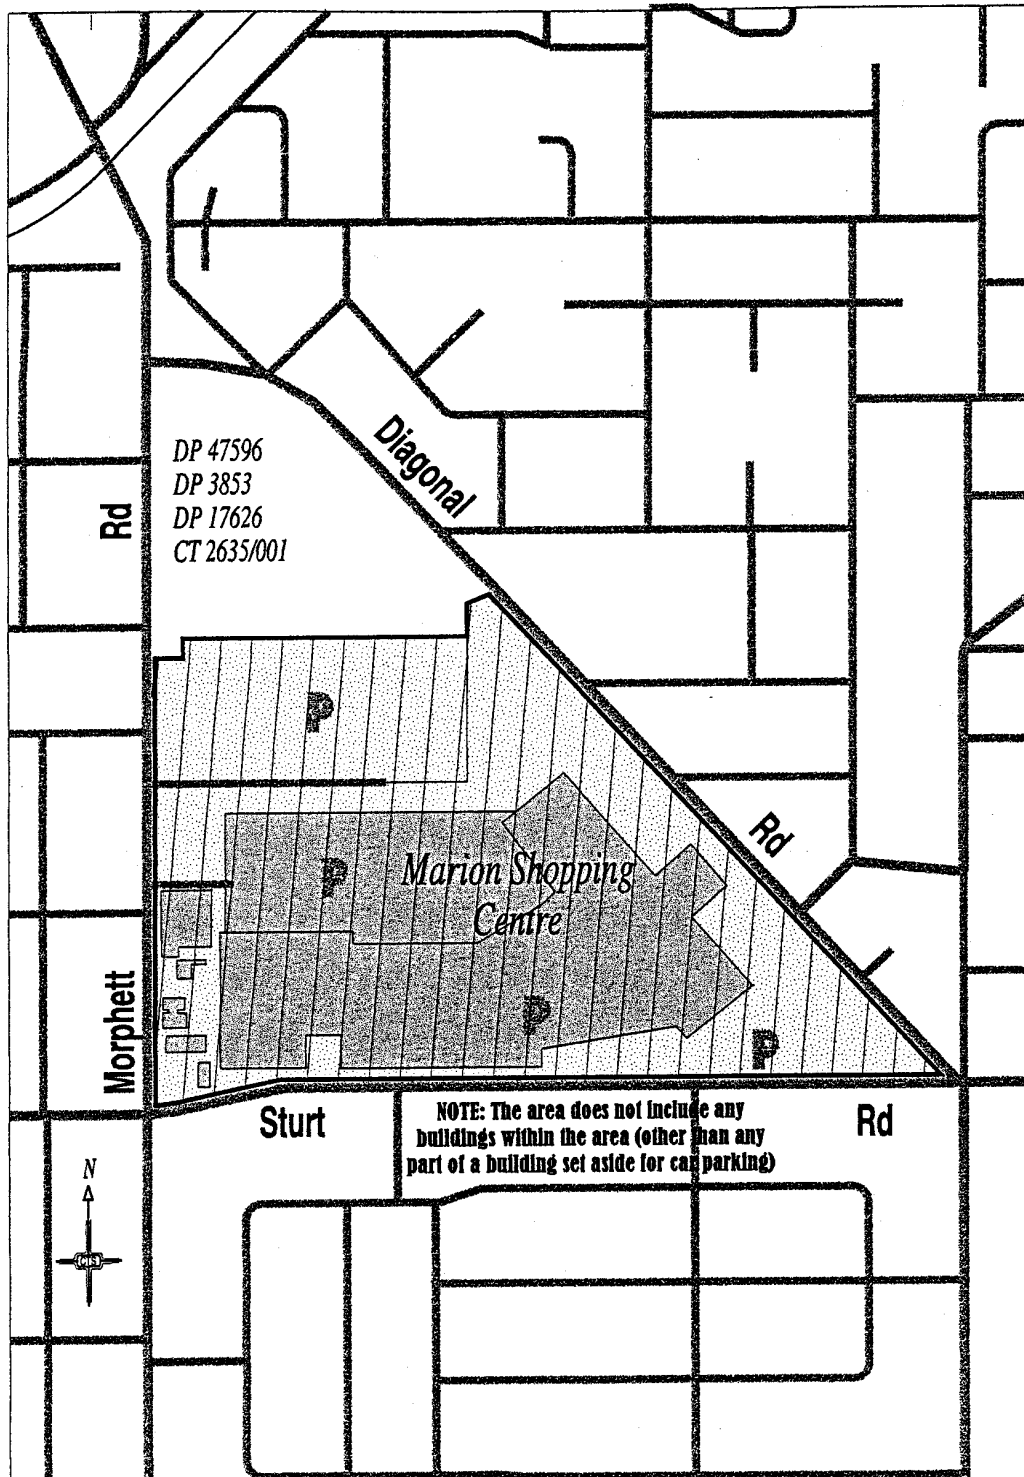 DP 47596
DP 3853
DP 17626
CT 2635/001
Diagonal
Rd
Rd
Morphett
P
P
P
P
Marion Shopping
Centre
Sturt
Rd
NOTE: The area does not include any
buildings within the area (other than any
part of a building set aside for car parking)
N